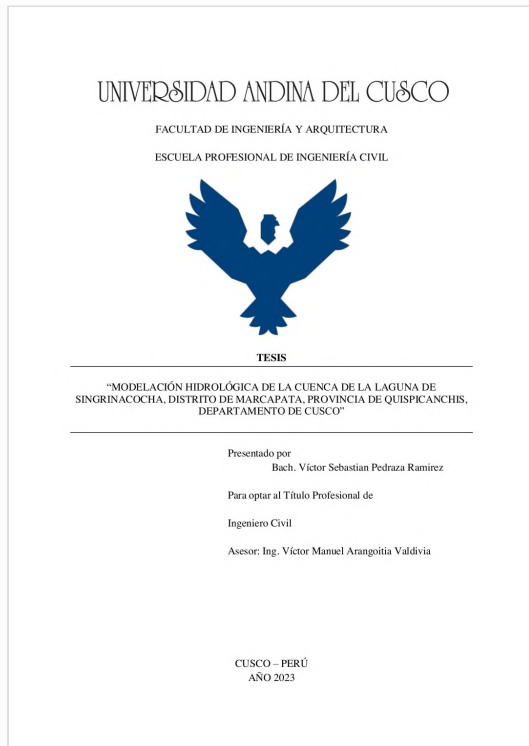 UNIVERSIDAD ANDINA DEL CUSCO
FACULTAD DE INGENIERÍA Y ARQUITECTURA
ESCUELA PROFESIONAL DE INGENIERÍA CIVIL
TESIS
“MODELACIÓN HIDROLÓGICA DE LA CUENCA DE LA LAGUNA DE
SINGRINACOCHA, DISTRITO DE MARCAPATA, PROVINCIA DE QUISPICANCHIS,
DEPARTAMENTO DE CUSCO”
Presentado por
Bach. Víctor Sebastian Pedraza Ramirez
Para optar al Título Profesional de
Ingeniero Civil
Asesor: Ing. Víctor Manuel Arangoitia Valdivia
CUSCO – PERÚ
AÑO 2023